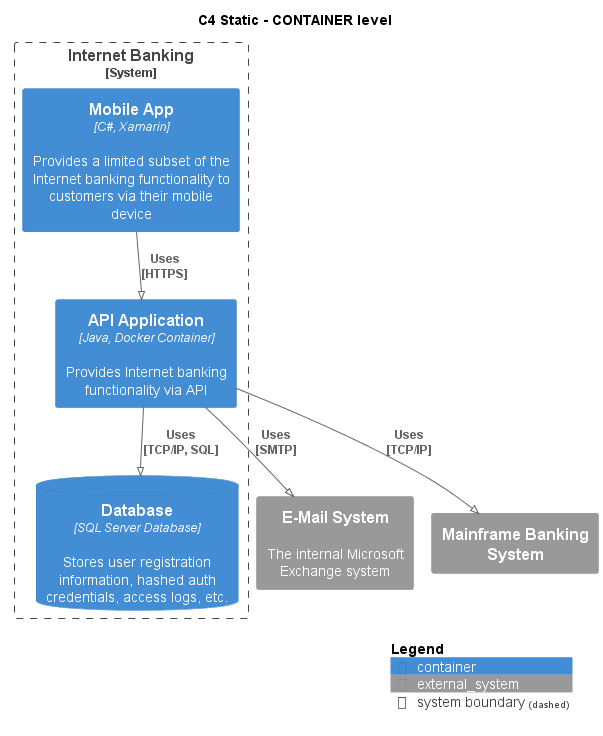 C4 Static - CONTAINER level
Internet Banking
[System]
Mobile App
[C#, Xamarin]
Provides a limited subset of the
Internet banking functionality to
customers via their mobile
device
Uses
[HTTPS]
API Application
[Java, Docker Container]
Provides Internet banking
functionality via API
Uses
[TCP/IP, SQL]
Uses
[SMTP]
Uses
[TCP/IP]
Database
[SQL Server Database]
Stores user registration
information, hashed auth
credentials, access logs, etc.
E-Mail System
The internal Microsoft
Exchange system
Mainframe Banking
System
Legend
container
external_system
system boundary (dashed)